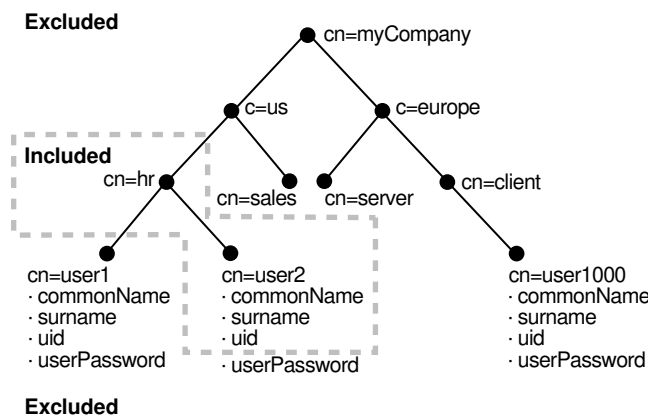 Excluded
cn=myCompany
c=us
c=europe
Included
cn=hr
cn=sales
cn=server
cn=client
cn=user1
· commonName
· surname
· uid
· userPassword
cn=user2
· commonName
· surname
· uid
· userPassword
cn=user1000
· commonName
· surname
· uid
· userPassword
Excluded